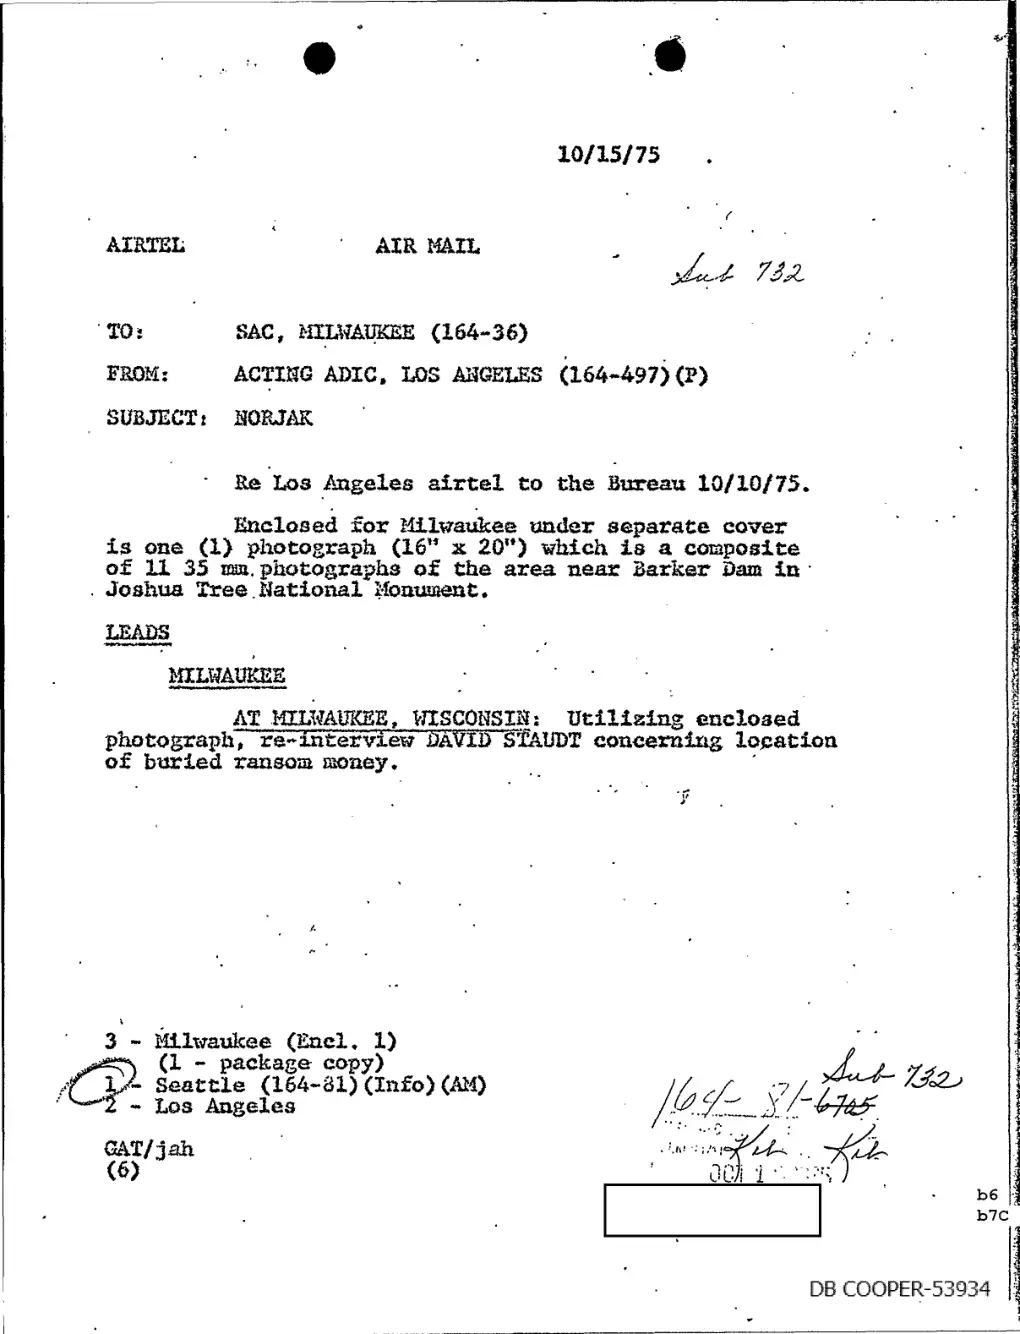 10/15/75
AIRTEL AIR MAIL
Sub 732
TO: SAC, MILWAUKEE (164-36)
FROM: ACTING ADIC, LOS ANGELES (164-497)(P)
SUBJECT: NORJAK
Re Los Angeles airtel to the Bureau 10/10/75.
Enclosed for Milwaukee under separate cover
is one (1) photograph (16" x 20") which is a composite
of 11 35 mm. photographs of the area near Barker Dam in
Joshua Tree National Monument.
LEADS
MILWAUKEE
AT MILWAUKEE, WISCONSIN: Utilizing enclosed
photograph, re-interview DAVID STAUDT concerning location
of buried ransom money.
3 - Milwaukee (Encl. 1)
(1 - package copy)
1 - Seattle (164-81)(Info)(AM)
2 - Los Angeles
Sub 732
164-81-6705
GAT/jah
(6)
OCT 1
b6
b7C
DB COOPER-53934